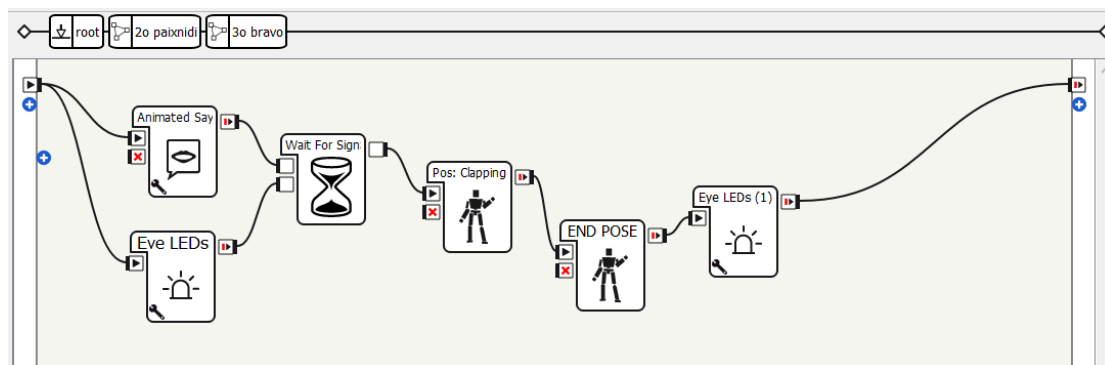 root
2o paixnidi
3o bravo
Animated Say
Wait For Sign
Pos: Clapping
Eye LEDs (1)
Eye LEDs
END POSE